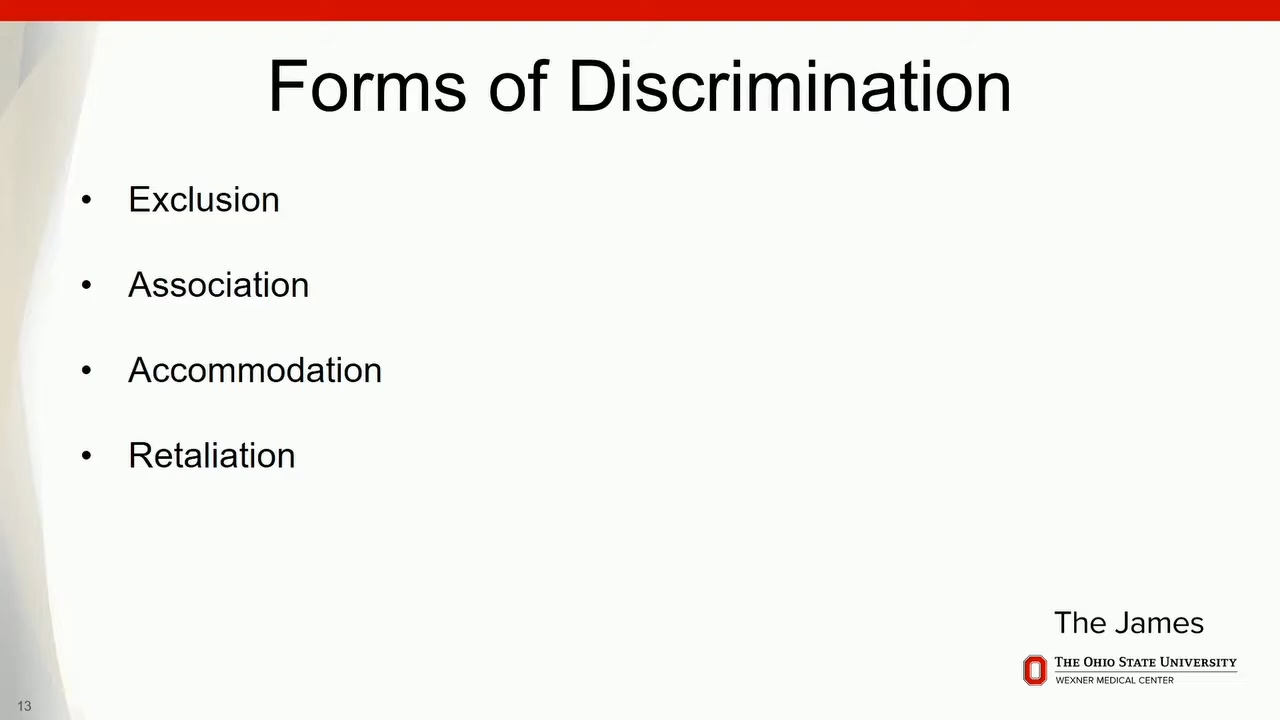 Forms of Discrimination
• Exclusion
• Association
• Accommodation
• Retaliation
The James
THE OHIO STATE UNIVERSITY
WEXNER MEDICAL CENTER
13